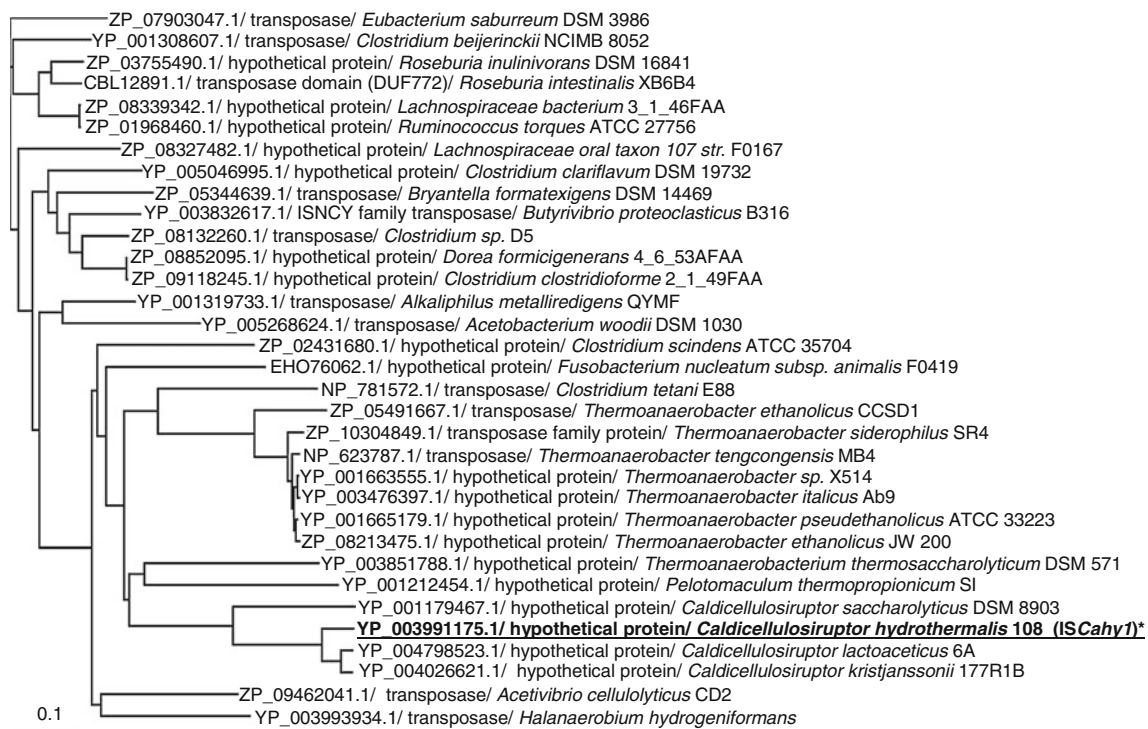 ZP_07903047.1/ transposase/ Eubacterium saburreum DSM 3986
YP_001308607.1/ transposase/ Clostridium beijerinckii NCIMB 8052
ZP_03755490.1/ hypothetical protein/ Roseburia inulinivorans DSM 16841
CBL12891.1/ transposase domain (DUF772)/ Roseburia intestinalis XB6B4
ZP_08339342.1/ hypothetical protein/ Lachnospiraceae bacterium 3_1_46FAA
ZP_01968460.1/ hypothetical protein/ Ruminococcus torques ATCC 27756
ZP_08327482.1/ hypothetical protein/ Lachnospiraceae oral taxon 107 str. F0167
YP_005046995.1/ hypothetical protein/ Clostridium clariflavum DSM 19732
ZP_05344639.1/ transposase/ Bryantella formatexigens DSM 14469
YP_003832617.1/ ISNCY family transposase/ Butyrivibrio proteoclasticus B316
ZP_08132260.1/ transposase/ Clostridium sp. D5
ZP_08852095.1/ hypothetical protein/ Dorea formicigenerans 4_6_53AFAA
ZP_09118245.1/ hypothetical protein/ Clostridium clostridioforme 2_1_49FAA
YP_001319733.1/ transposase/ Alkaliphilus metalliredigens QYMF
YP_005268624.1/ transposase/ Acetobacterium woodii DSM 1030
ZP_02431680.1/ hypothetical protein/ Clostridium scindens ATCC 35704
EHO76062.1/ hypothetical protein/ Fusobacterium nucleatum subsp. animalis F0419
NP_781572.1/ transposase/ Clostridium tetani E88
ZP_05491667.1/ transposase/ Thermoanaerobacter ethanolicus CCSD1
ZP_10304849.1/ transposase family protein/ Thermoanaerobacter siderophilus SR4
NP_623787.1/ transposase/ Thermoanaerobacter tengcongensis MB4
YP_001663555.1/ hypothetical protein/ Thermoanaerobacter sp. X514
YP_003476397.1/ hypothetical protein/ Thermoanaerobacter italicus Ab9
YP_001665179.1/ hypothetical protein/ Thermoanaerobacter pseudethanolicus ATCC 33223
ZP_08213475.1/ hypothetical protein/ Thermoanaerobacter ethanolicus JW 200
YP_003851788.1/ hypothetical protein/ Thermoanaerobacterium thermosaccharolyticum DSM 571
YP_001212454.1/ hypothetical protein/ Pelotomaculum thermopropionicum SI
YP_001179467.1/ hypothetical protein/ Caldicellulosiruptor saccharolyticus DSM 8903
YP_003991175.1/ hypothetical protein/ Caldicellulosiruptor hydrothermalis 108 (ISCahy1)*
YP_004798523.1/ hypothetical protein/ Caldicellulosiruptor lactoaceticus 6A
YP_004026621.1/ hypothetical protein/ Caldicellulosiruptor kristjanssonii 177R1B
ZP_09462041.1/ transposase/ Acetivibrio cellulolyticus CD2
YP_003993934.1/ transposase/ Halanaerobium hydrogeniformans
0.1